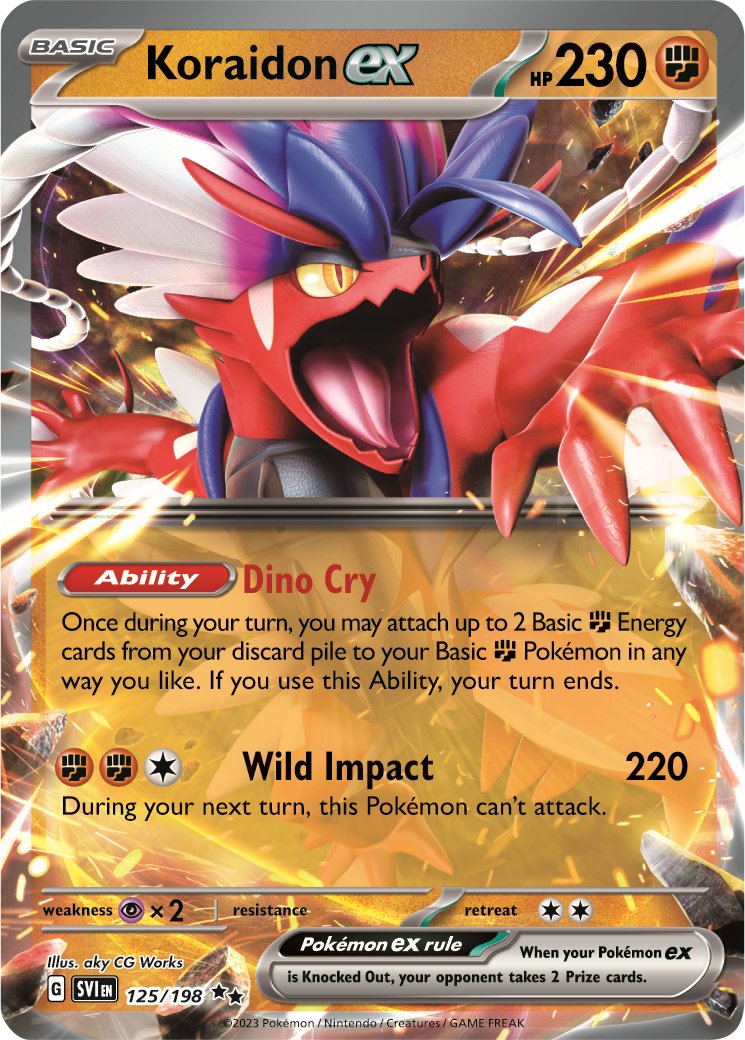 BASIC Koraidon ex HP 230
Ability Dino Cry
Once during your turn, you may attach up to 2 Basic Energy
cards from your discard pile to your Basic Pokémon in any
way you like. If you use this Ability, your turn ends.
Wild Impact 220
During your next turn, this Pokémon can't attack.
weakness ×2 resistance retreat
Pokémon ex rule When your Pokémon ex
is Knocked Out, your opponent takes 2 Prize cards.
Illus. aky CG Works
G SVI EN 125/198
©2023 Pokémon / Nintendo / Creatures / GAME FREAK